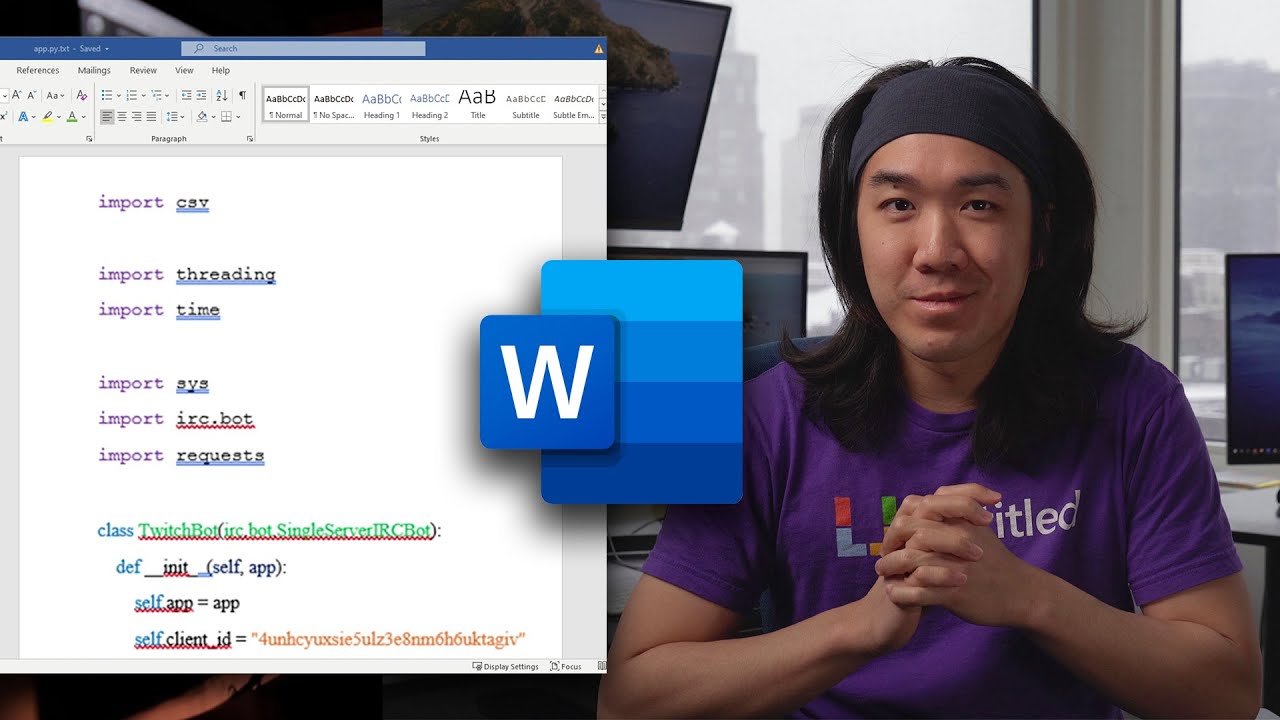 app.py.txt - Saved
Search
References Mailings Review View Help
A A Aa A
AaBbCcDc AaBbCcDc AaBbCc AaBbCcD AaB AaBbCcD AaBbCcDc
¶ Normal ¶ No Spac... Heading 1 Heading 2 Title Subtitle Subtle Em...
Paragraph Styles
import csv
import threading
import time
import sys
import irc.bot
import requests
class TwitchBot(irc.bot.SingleServerIRCBot):
def __init__(self, app):
self.app = app
self.client_id = "4unhcyuxsie5ulz3e8nm6h6uktagiv"
Display Settings Focus
W
titled